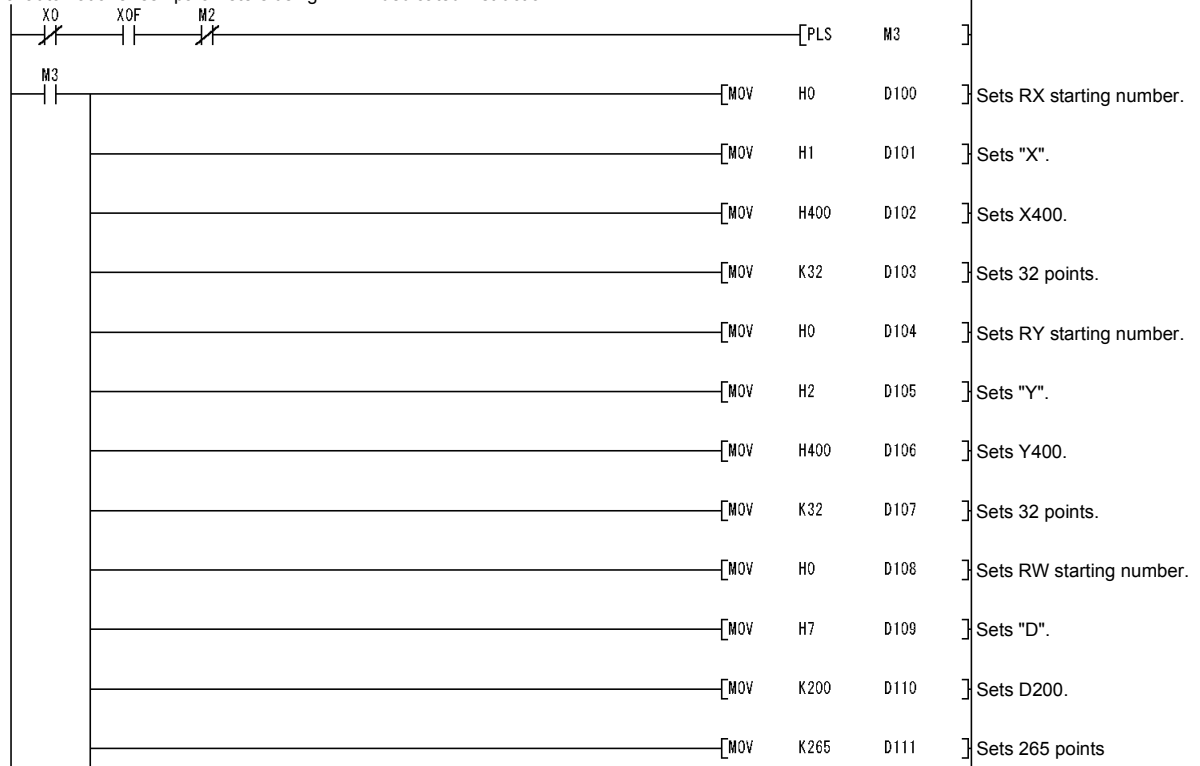 X0 X0F M2
[PLS M3 ]
M3
[MOV H0 D100 ] Sets RX starting number.
[MOV H1 D101 ] Sets "X".
[MOV H400 D102 ] Sets X400.
[MOV K32 D103 ] Sets 32 points.
[MOV H0 D104 ] Sets RY starting number.
[MOV H2 D105 ] Sets "Y".
[MOV H400 D106 ] Sets Y400.
[MOV K32 D107 ] Sets 32 points.
[MOV H0 D108 ] Sets RW starting number.
[MOV H7 D109 ] Sets "D".
[MOV K200 D110 ] Sets D200.
[MOV K265 D111 ] Sets 265 points